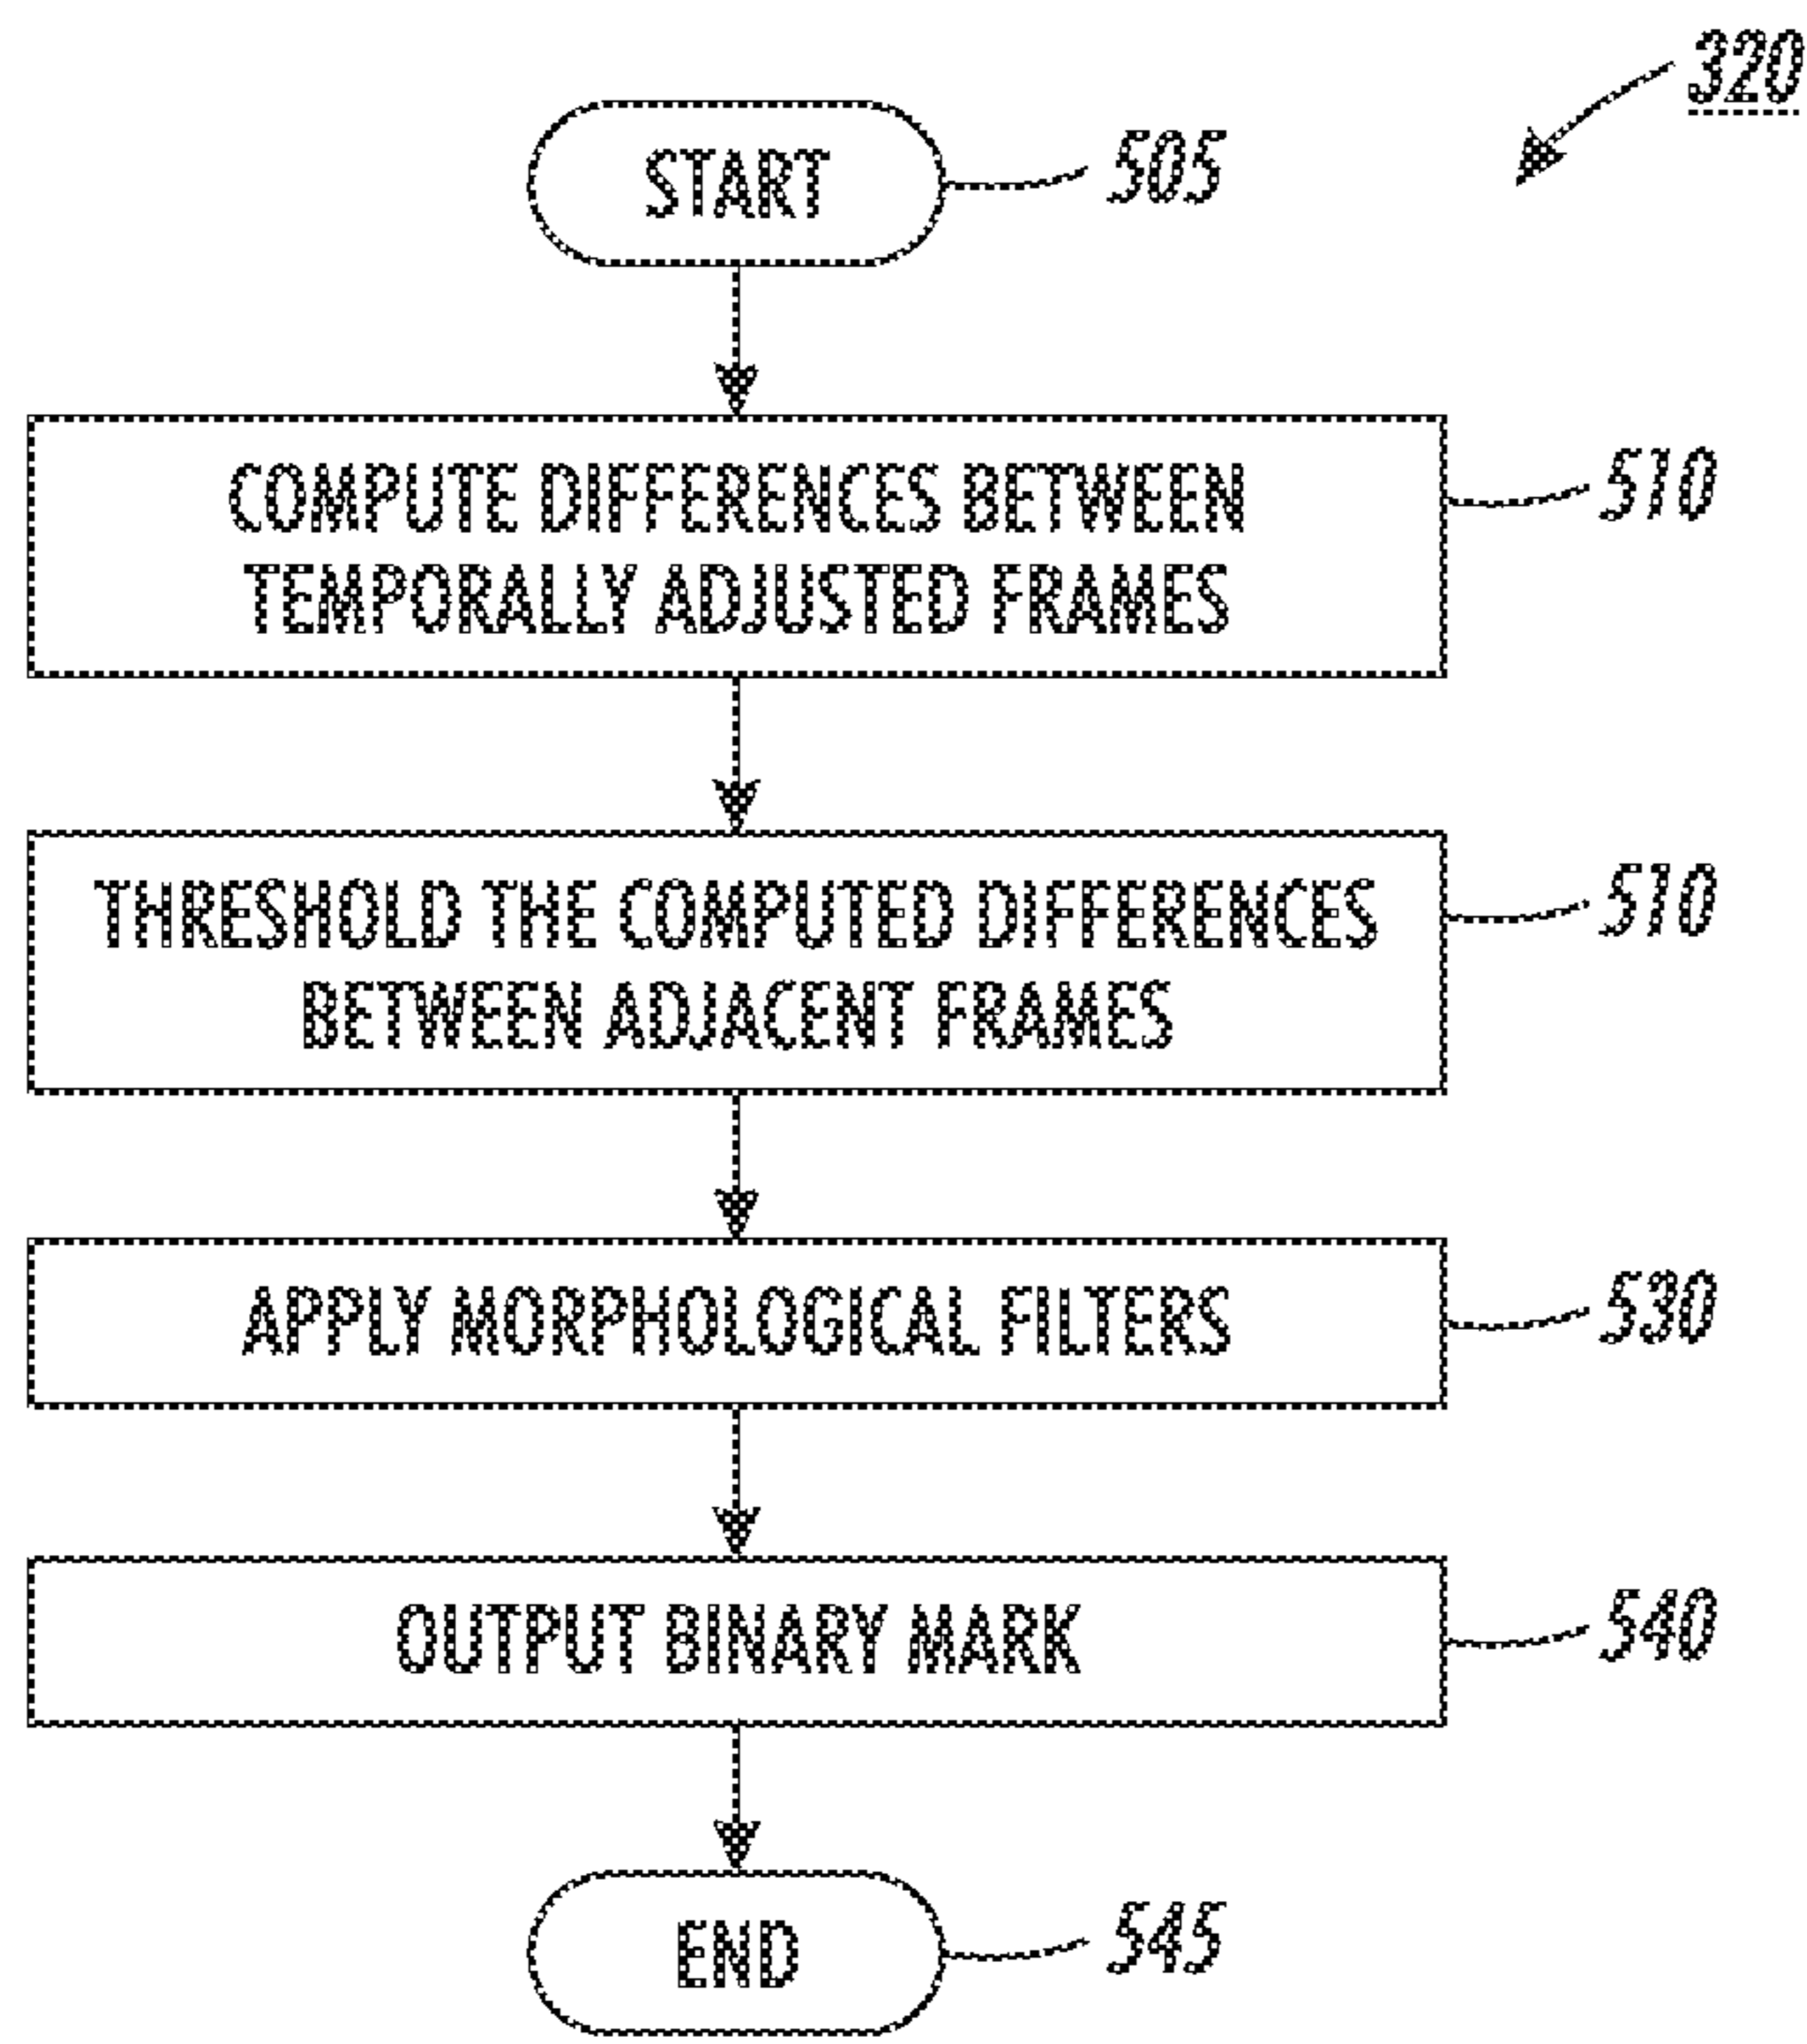 320
START
505
COMPUTE DIFFERENCES BETWEEN
TEMPORALLY ADJUSTED FRAMES
510
THRESHOLD THE COMPUTED DIFFERENCES
BETWEEN ADJACENT FRAMES
510
APPLY MORPHOLOGICAL FILTERS
530
OUTPUT BINARY MARK
540
END
545